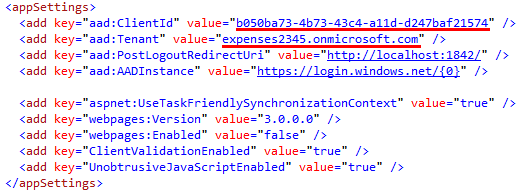 <appSettings>
<add key="aad:ClientId" value="b050ba73-4b73-43c4-a11d-d247baf21574" />
<add key="aad:Tenant" value="expenses2345.onmicrosoft.com" />
<add key="aad:PostLogoutRedirectUri" value="http://localhost:1842/" />
<add key="aad:AADInstance" value="https://login.windows.net/{0}" />
<add key="aspnet:UseTaskFriendlySynchronizationContext" value="true" />
<add key="webpages:Version" value="3.0.0.0" />
<add key="webpages:Enabled" value="false" />
<add key="ClientValidationEnabled" value="true" />
<add key="UnobtrusiveJavaScriptEnabled" value="true" />
</appSettings>